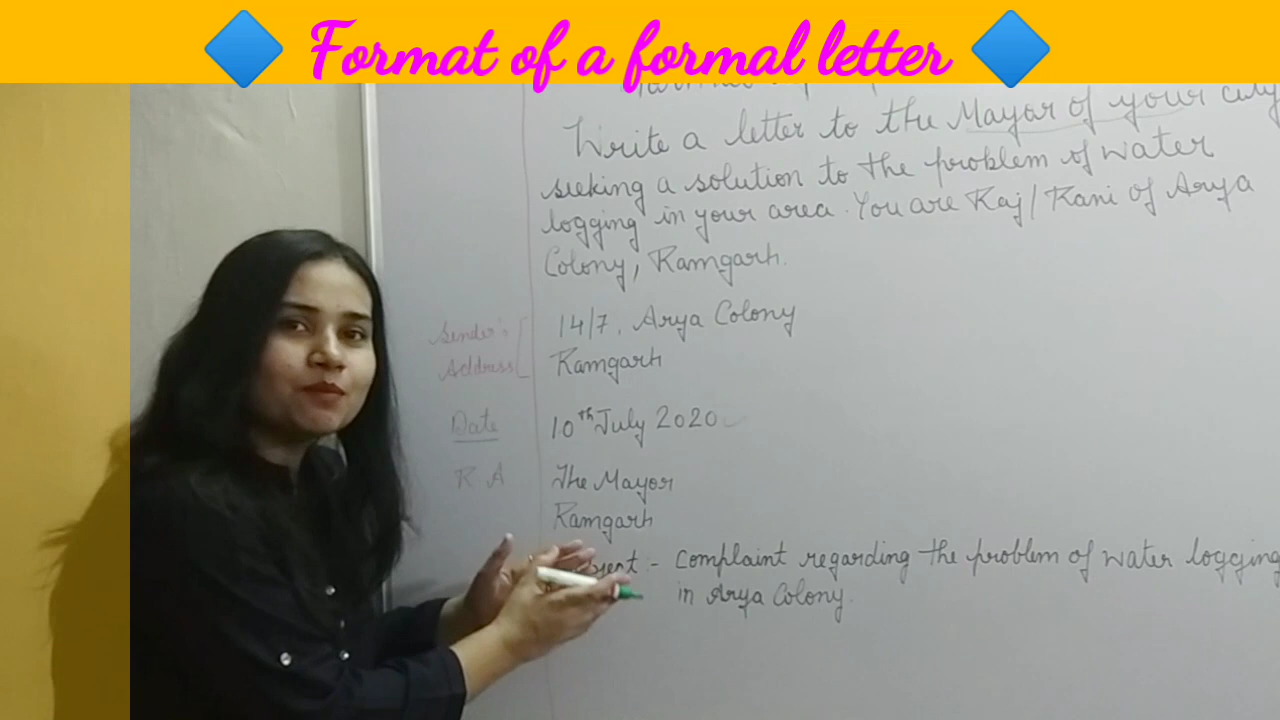 Format of a formal letter
Write a letter to the Mayor of your city
seeking a solution to the problem of water
logging in your area. You are Raj/Rani of Arya
Colony, Ramgarh.
Sender's
Address
14/7, Arya Colony
Ramgarh
Date
10th July 2020
R A
The Mayor
Ramgarh
:- Complaint regarding the problem of water logging
in Arya Colony.